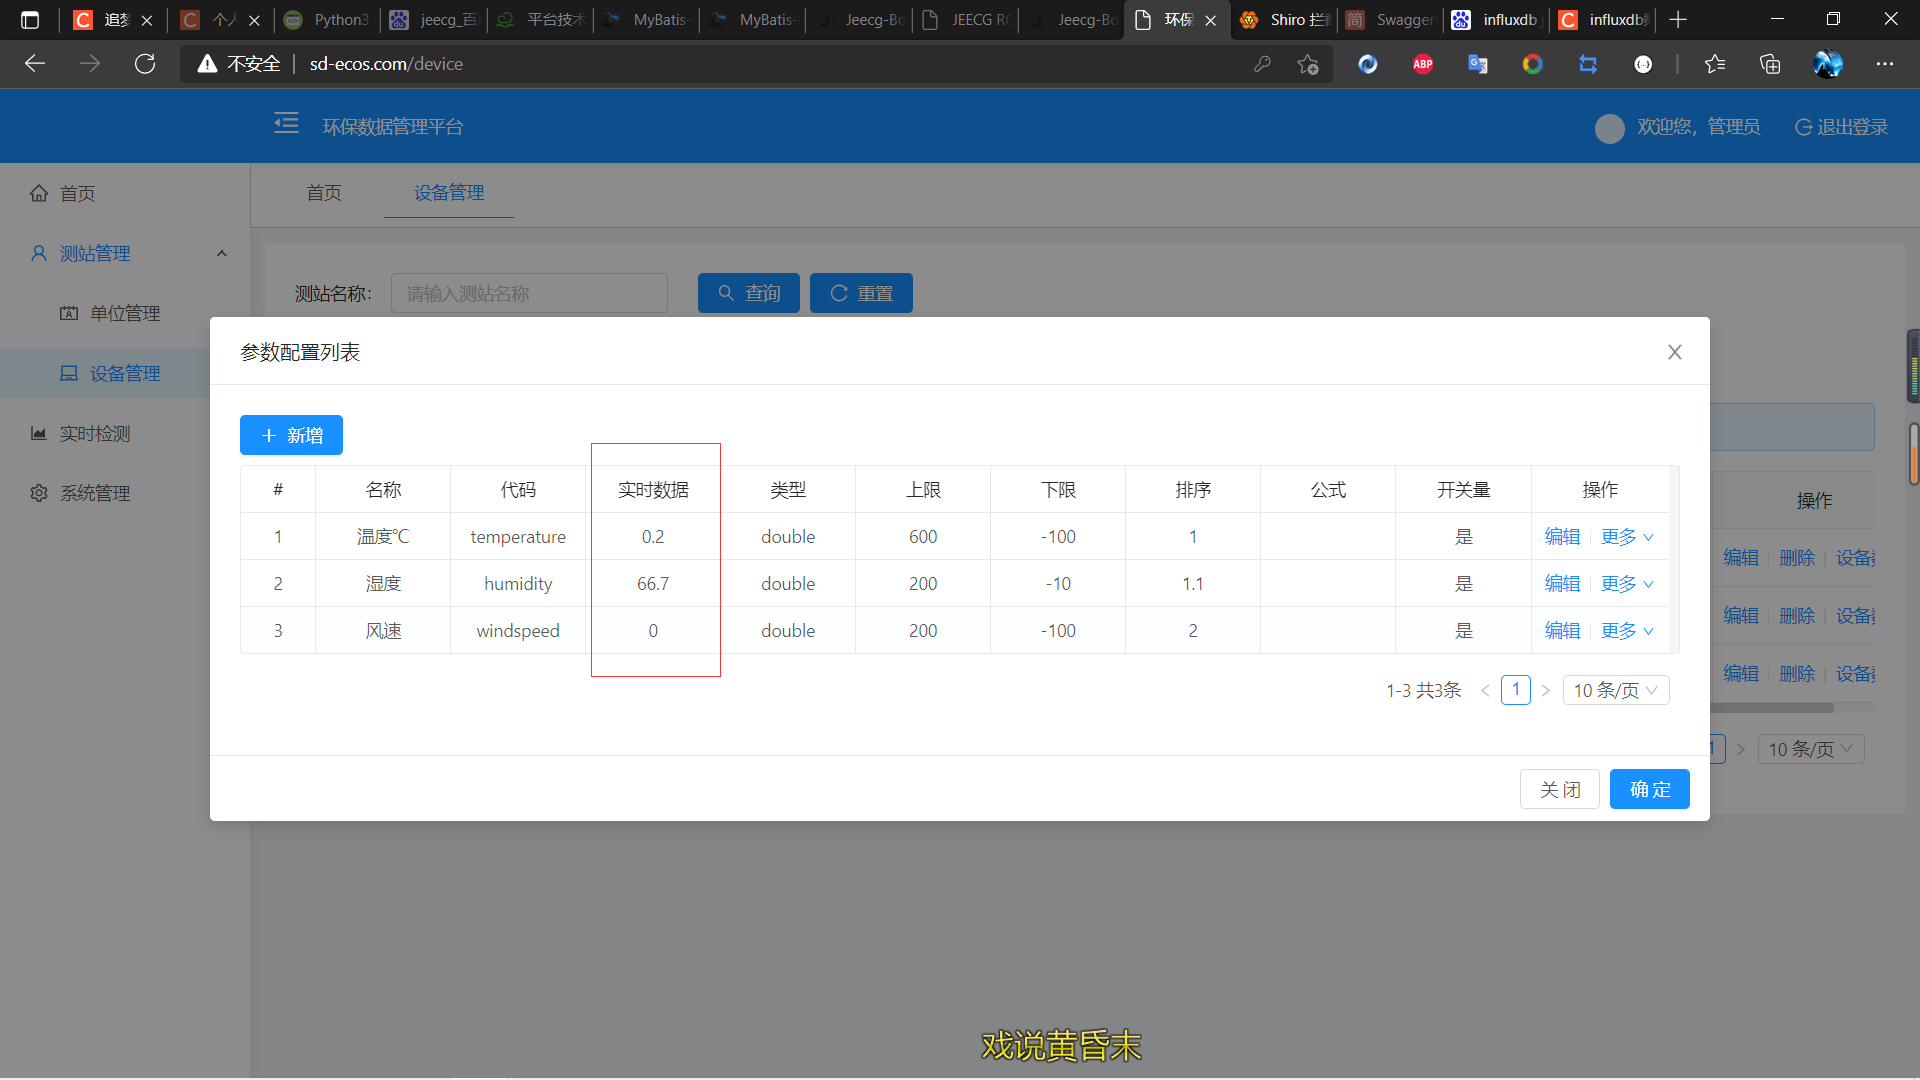 追梦 个人 Python3 jeecg_百度 平台技术 MyBatis- MyBatis- Jeecg-Bo JEECG RO Jeecg-Bo 环保 Shiro 拦截 Swagger influxdb influxdb
不安全 sd-ecos.com/device
环保数据管理平台 欢迎您，管理员 退出登录
首页 首页 设备管理
测站管理
测站名称： 请输入测站名称 查询 重置
单位管理
参数配置列表
设备管理
实时检测
新增
# 名称 代码 实时数据 类型 上限 下限 排序 公式 开关量 操作
系统管理
操作
1 温度℃ temperature 0.2 double 600 -100 1 是 编辑 更多
编辑 删除 设备数
2 湿度 humidity 66.7 double 200 -10 1.1 是 编辑 更多
编辑 删除 设备数
3 风速 windspeed 0 double 200 -100 2 是 编辑 更多
编辑 删除 设备数
1-3 共3条 1 10 条/页
1 10 条/页
关 闭 确 定
戏说黄昏末